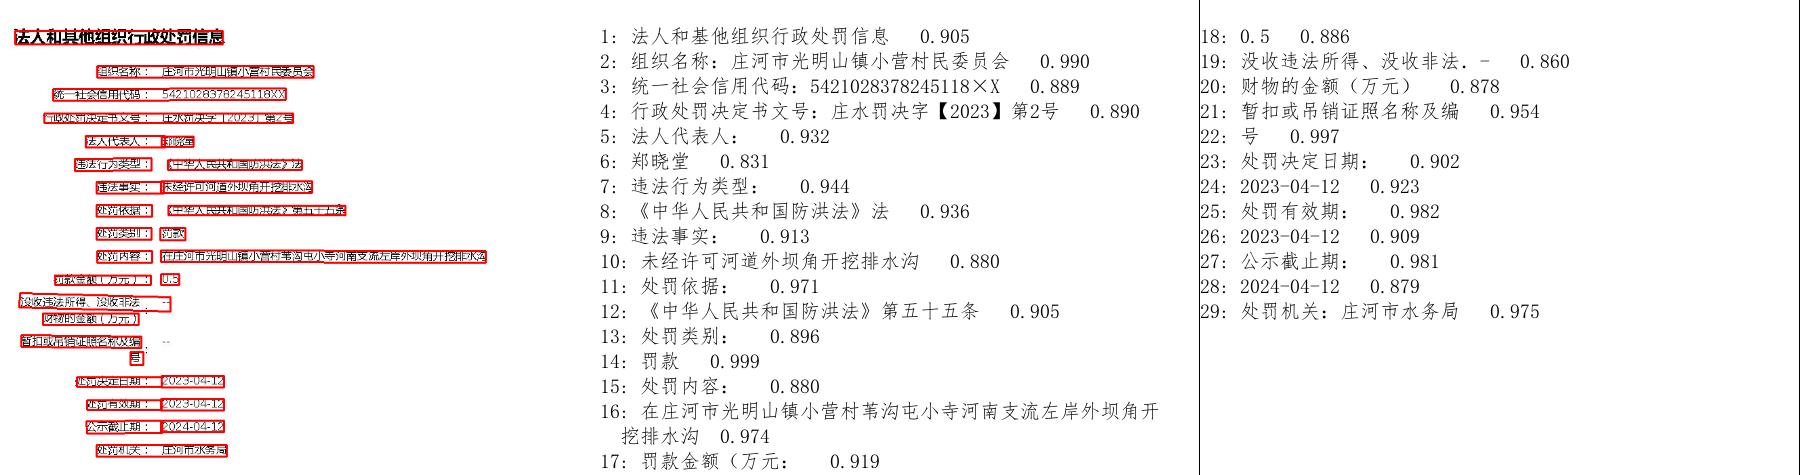 法人和其他组织行政处罚信息
组织名称： 庄河市光明山镇小营村民委员会
统一社会信用代码： 5421028378245118XX
行政处罚决定书文号： 庄水罚决字【2023】第2号
法人代表人： 郑晓堂
违法行为类型： 《中华人民共和国防洪法》法
违法事实： 未经许可河道外坝角开挖排水沟
处罚依据： 《中华人民共和国防洪法》第五十五条
处罚类别： 罚款
处罚内容： 在庄河市光明山镇小营村苇沟屯小寺河南支流左岸外坝角开挖排水沟
罚款金额（万元）： 0.5
没收违法所得、没收非法 --
财物的金额（万元） ：
暂扣或吊销证照名称及编 --
号 ：
处罚决定日期： 2023-04-12
处罚有效期： 2023-04-12
公示截止期： 2024-04-12
处罚机关： 庄河市水务局
1: 法人和基他组织行政处罚信息 0.905
2: 组织名称：庄河市光明山镇小营村民委员会 0.990
3: 统一社会信用代码：5421028378245118×X 0.889
4: 行政处罚决定书文号：庄水罚决字【2023】第2号 0.890
5: 法人代表人： 0.932
6: 郑晓堂 0.831
7: 违法行为类型： 0.944
8: 《中华人民共和国防洪法》法 0.936
9: 违法事实： 0.913
10: 未经许可河道外坝角开挖排水沟 0.880
11: 处罚依据： 0.971
12: 《中华人民共和国防洪法》第五十五条 0.905
13: 处罚类别： 0.896
14: 罚款 0.999
15: 处罚内容： 0.880
16: 在庄河市光明山镇小营村苇沟屯小寺河南支流左岸外坝角开
挖排水沟 0.974
17: 罚款金额（万元： 0.919
18: 0.5 0.886
19: 没收违法所得、没收非法．- 0.860
20: 财物的金额（万元） 0.878
21: 暂扣或吊销证照名称及编 0.954
22: 号 0.997
23: 处罚决定日期： 0.902
24: 2023-04-12 0.923
25: 处罚有效期： 0.982
26: 2023-04-12 0.909
27: 公示截止期： 0.981
28: 2024-04-12 0.879
29: 处罚机关：庄河市水务局 0.975